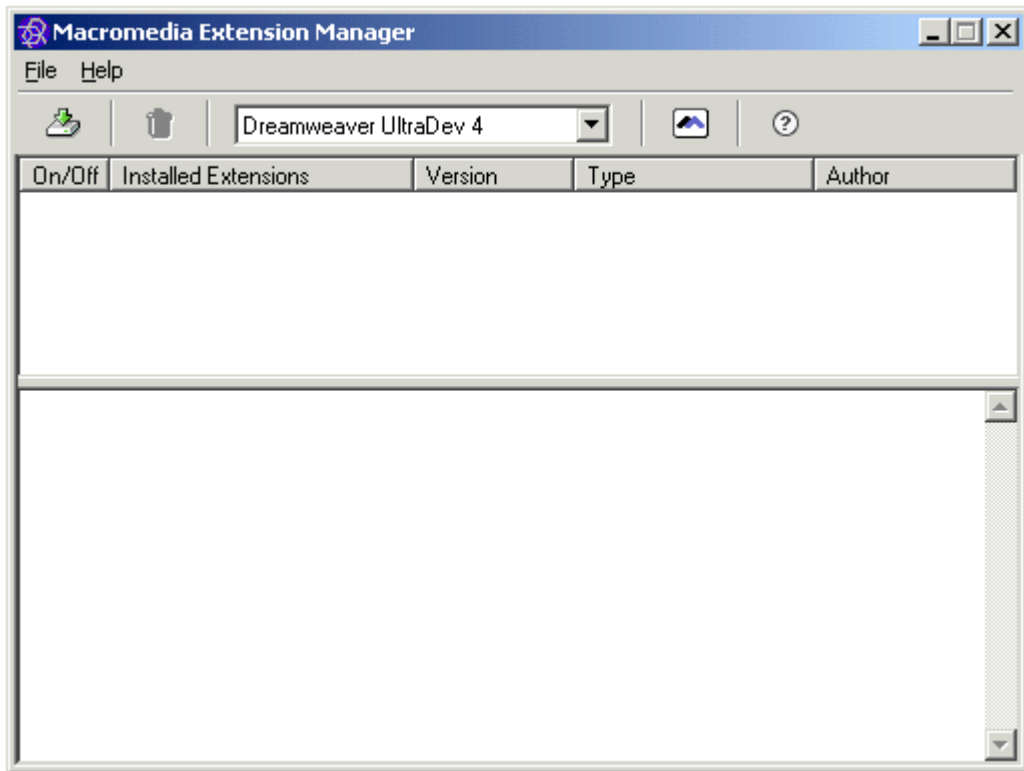 Macromedia Extension Manager
File Help
Dreamweaver UltraDev 4 ?
On/Off Installed Extensions Version Type Author